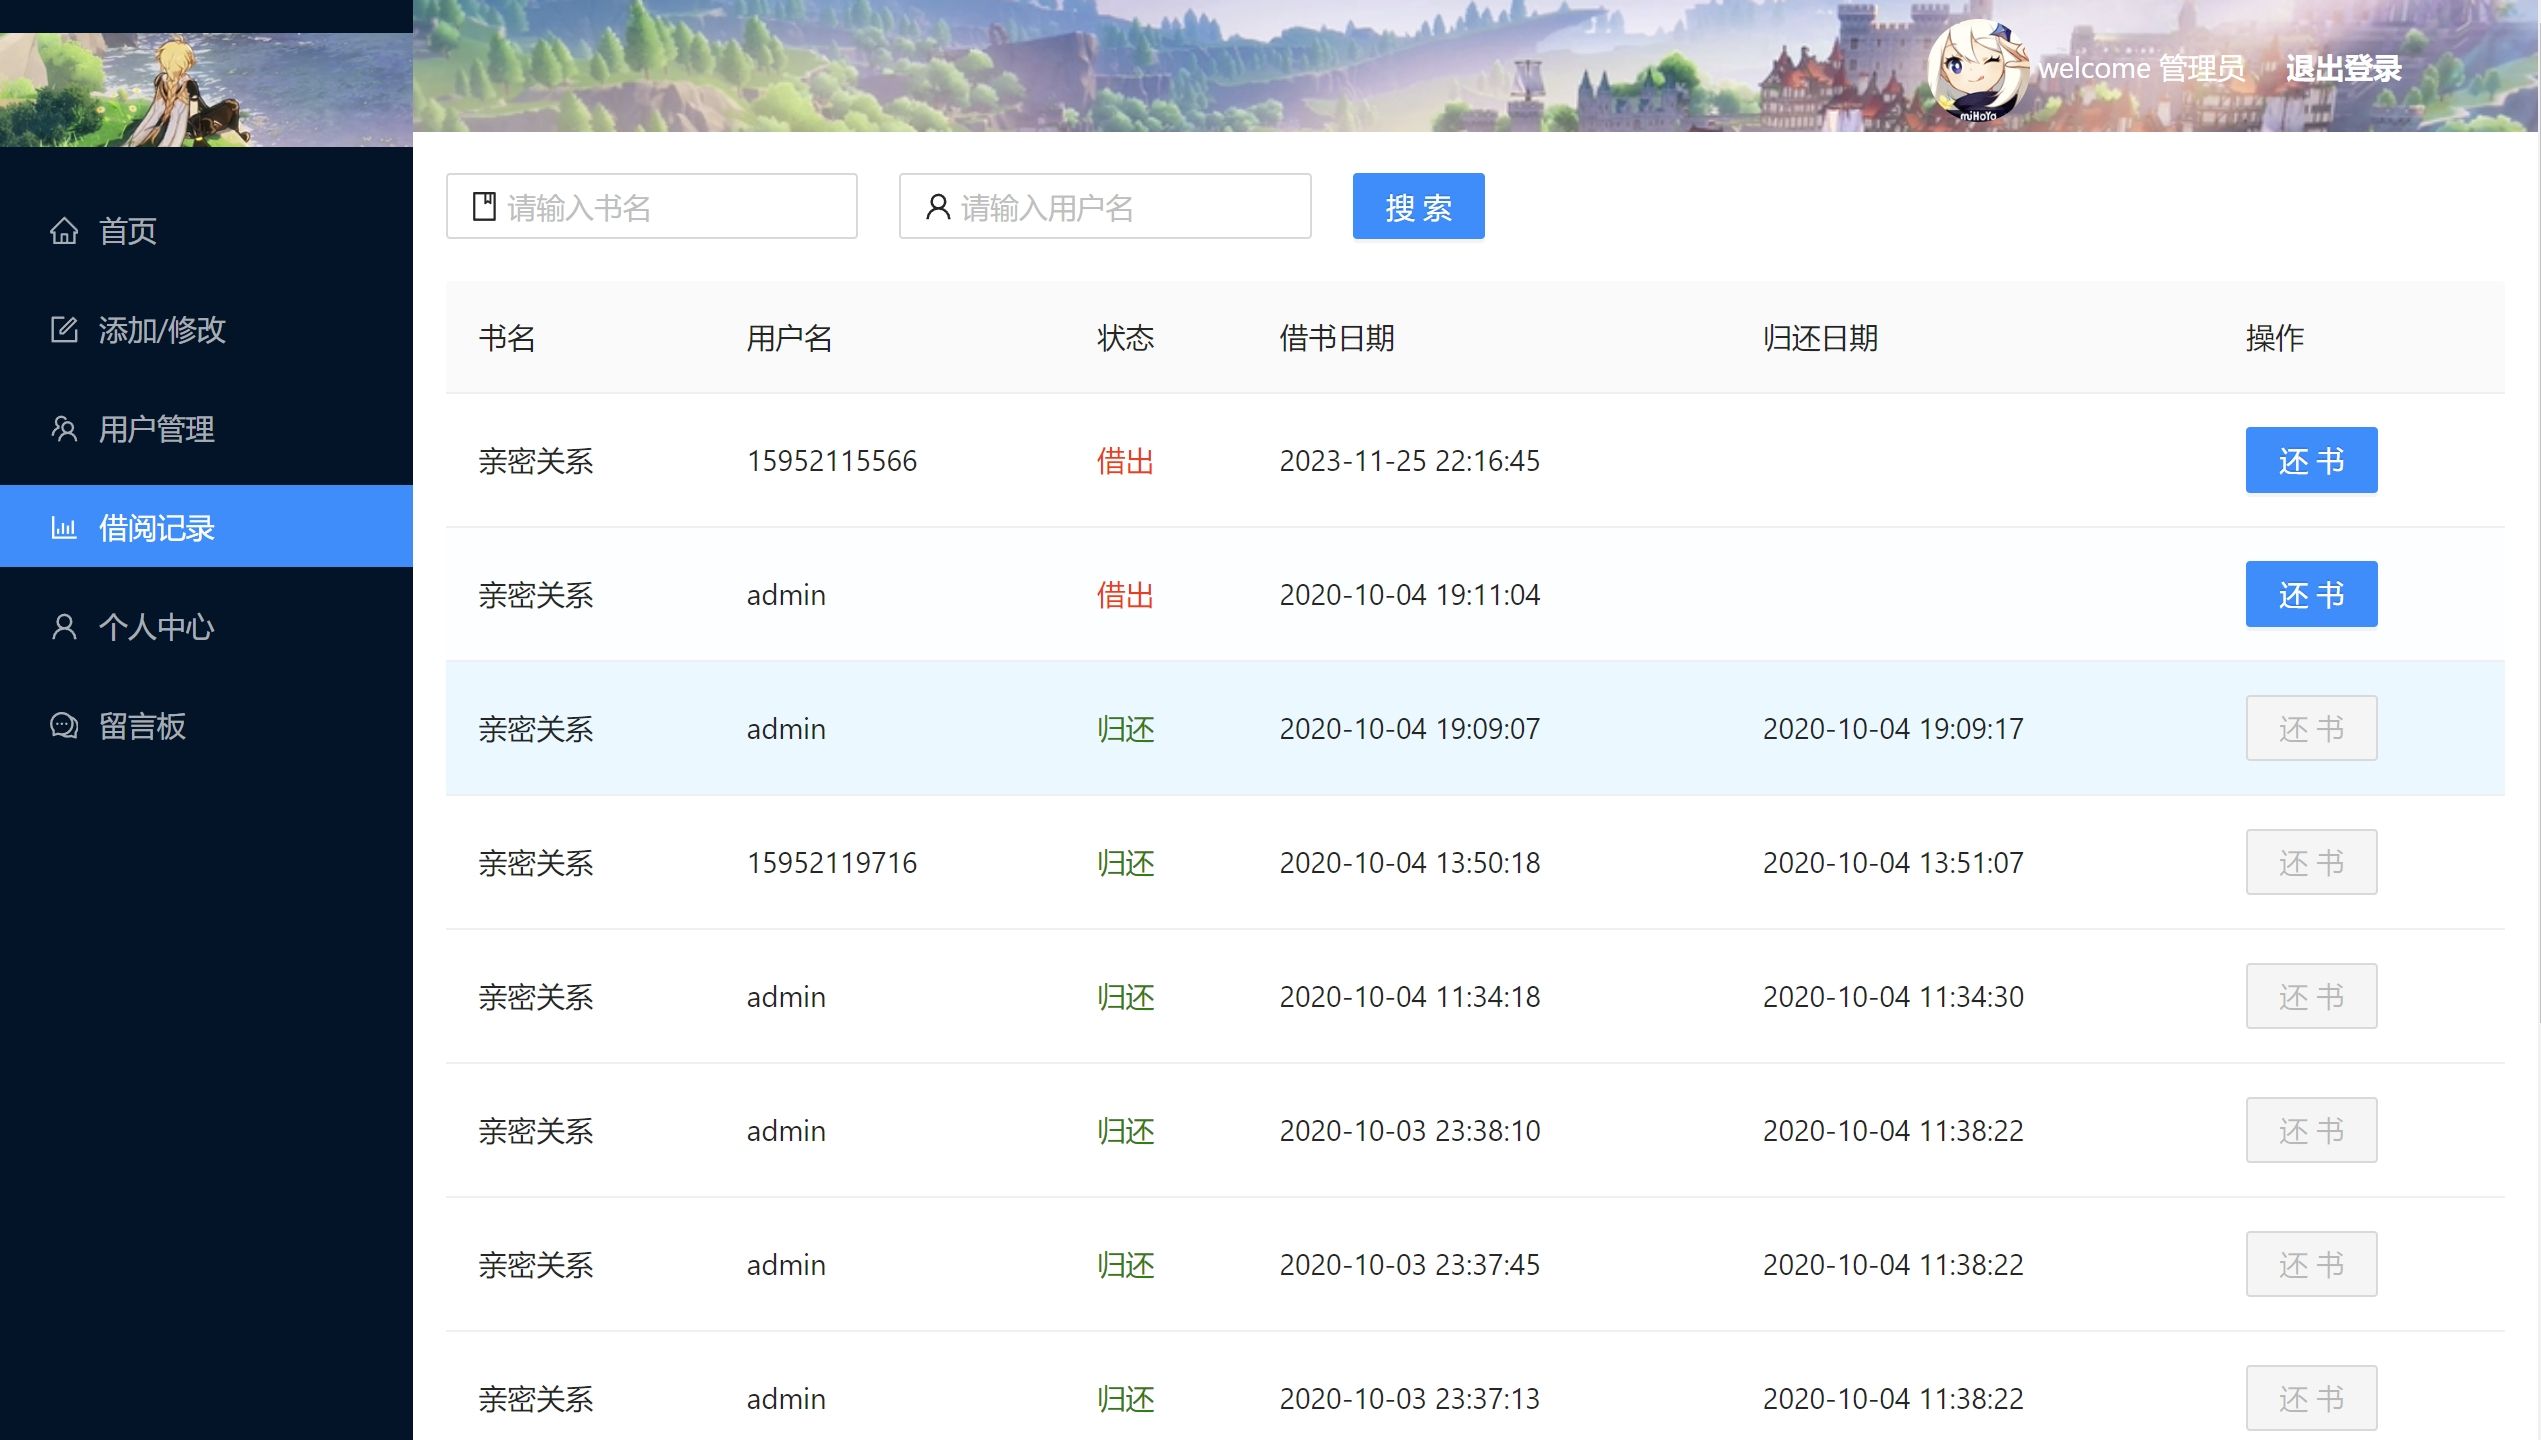 miHoYo
welcome 管理员 退出登录
首页
添加/修改
用户管理
借阅记录
个人中心
留言板
请输入书名 请输入用户名 搜 索
书名 用户名 状态 借书日期 归还日期 操作
亲密关系 15952115566 借出 2023-11-25 22:16:45 还 书
亲密关系 admin 借出 2020-10-04 19:11:04 还 书
亲密关系 admin 归还 2020-10-04 19:09:07 2020-10-04 19:09:17 还 书
亲密关系 15952119716 归还 2020-10-04 13:50:18 2020-10-04 13:51:07 还 书
亲密关系 admin 归还 2020-10-04 11:34:18 2020-10-04 11:34:30 还 书
亲密关系 admin 归还 2020-10-03 23:38:10 2020-10-04 11:38:22 还 书
亲密关系 admin 归还 2020-10-03 23:37:45 2020-10-04 11:38:22 还 书
亲密关系 admin 归还 2020-10-03 23:37:13 2020-10-04 11:38:22 还 书